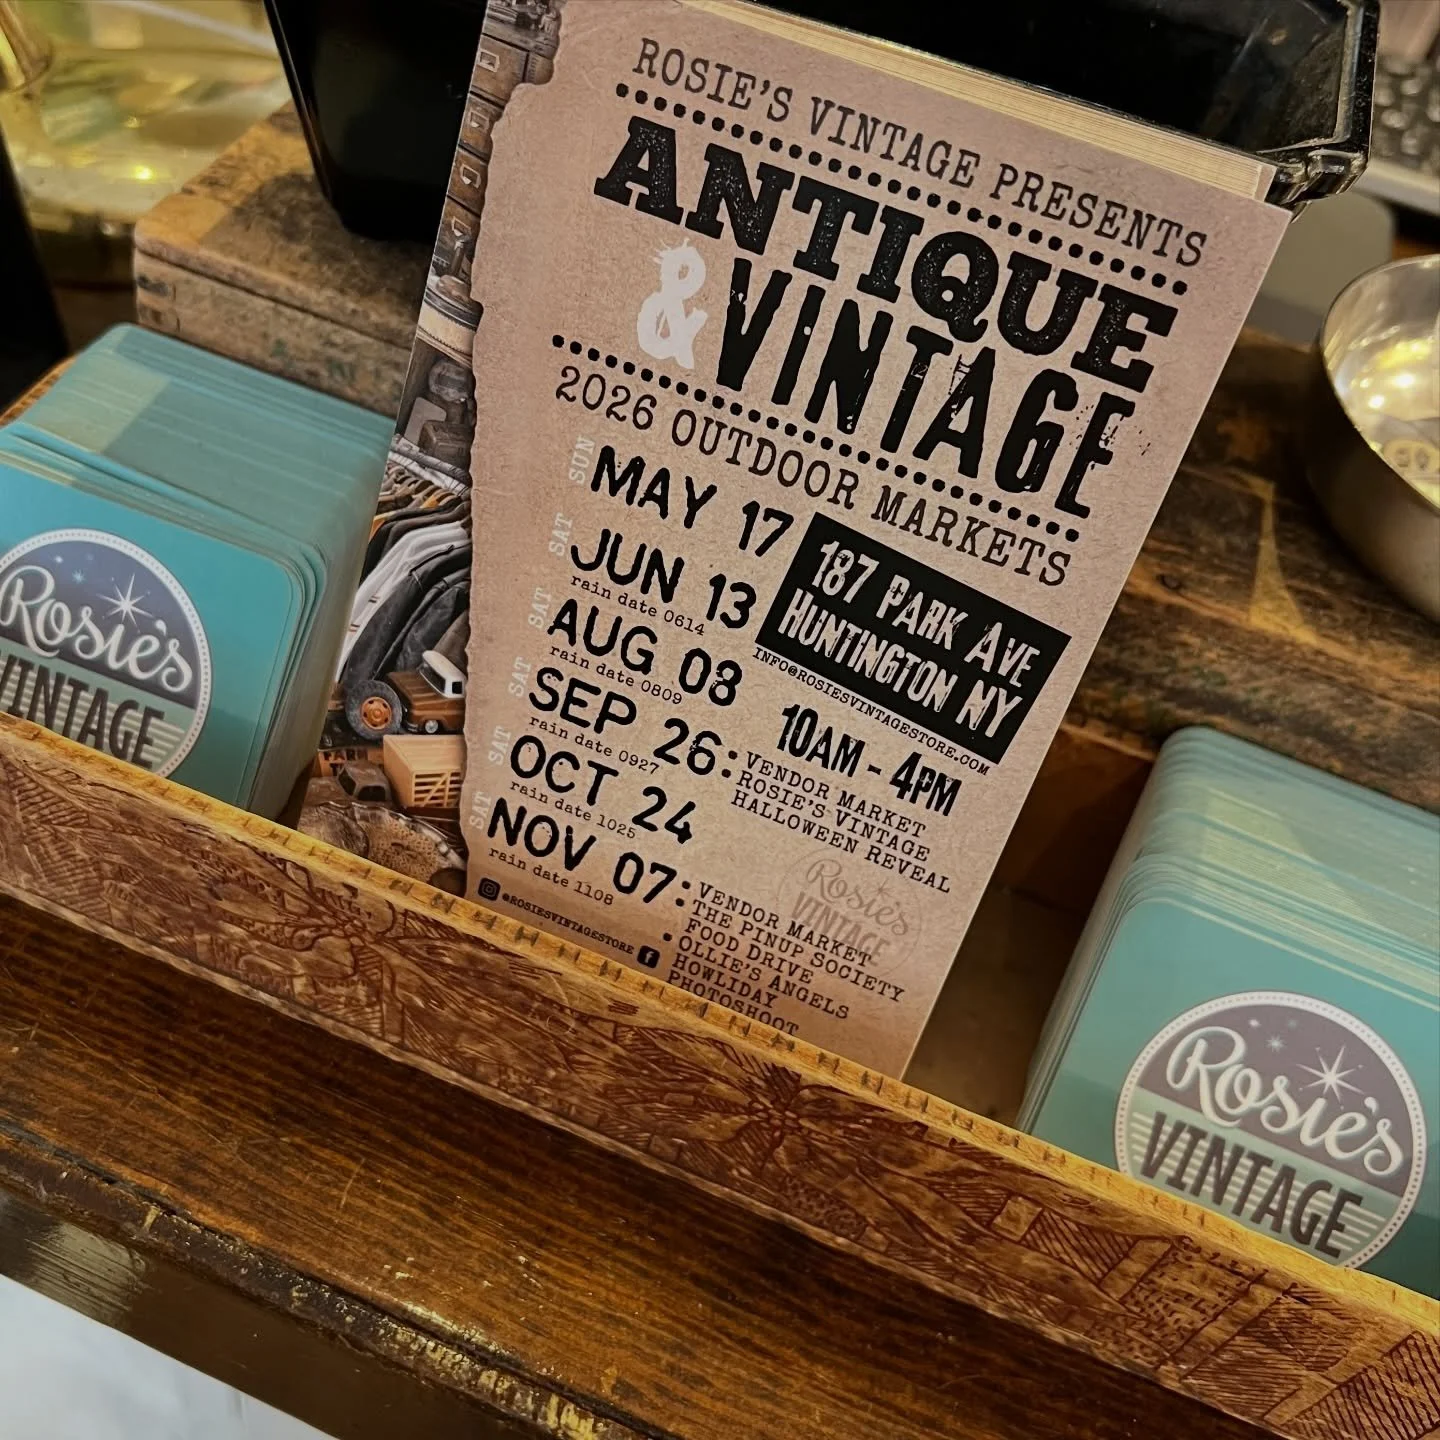 ROSIE'S VINTAGE PRESENTS
ANTIQUE
& VINTAGE
2026 OUTDOOR MARKETS
SUN MAY 17
SAT JUN 13
rain date 0614
SAT AUG 08
rain date 0809
SAT SEP 26:
rain date 0927
SAT OCT 24
rain date 1025
SAT NOV 07:
rain date 1108
187 PARK AVE
HUNTINGTON NY
INFO@ROSIESVINTAGESTORE.COM
10AM - 4PM
VENDOR MARKET
ROSIE'S VINTAGE
HALLOWEEN REVEAL
VENDOR MARKET
THE PINUP SOCIETY
FOOD DRIVE
• OLLIE'S ANGELS
HOWLIDAY
PHOTOSHOOT
@ROSIESVINTAGESTORE f
Rosie's
VINTAGE
Rosie's
VINTAGE
Rosie's
VINTAGE
FARM